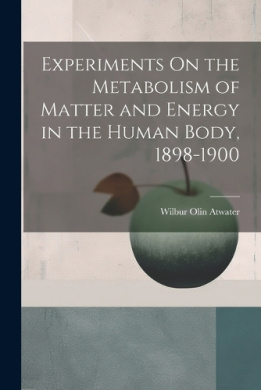 Experiments On the
Metabolism of
Matter and Energy
in the Human Body,
1898-1900
Wilbur Olin Atwater